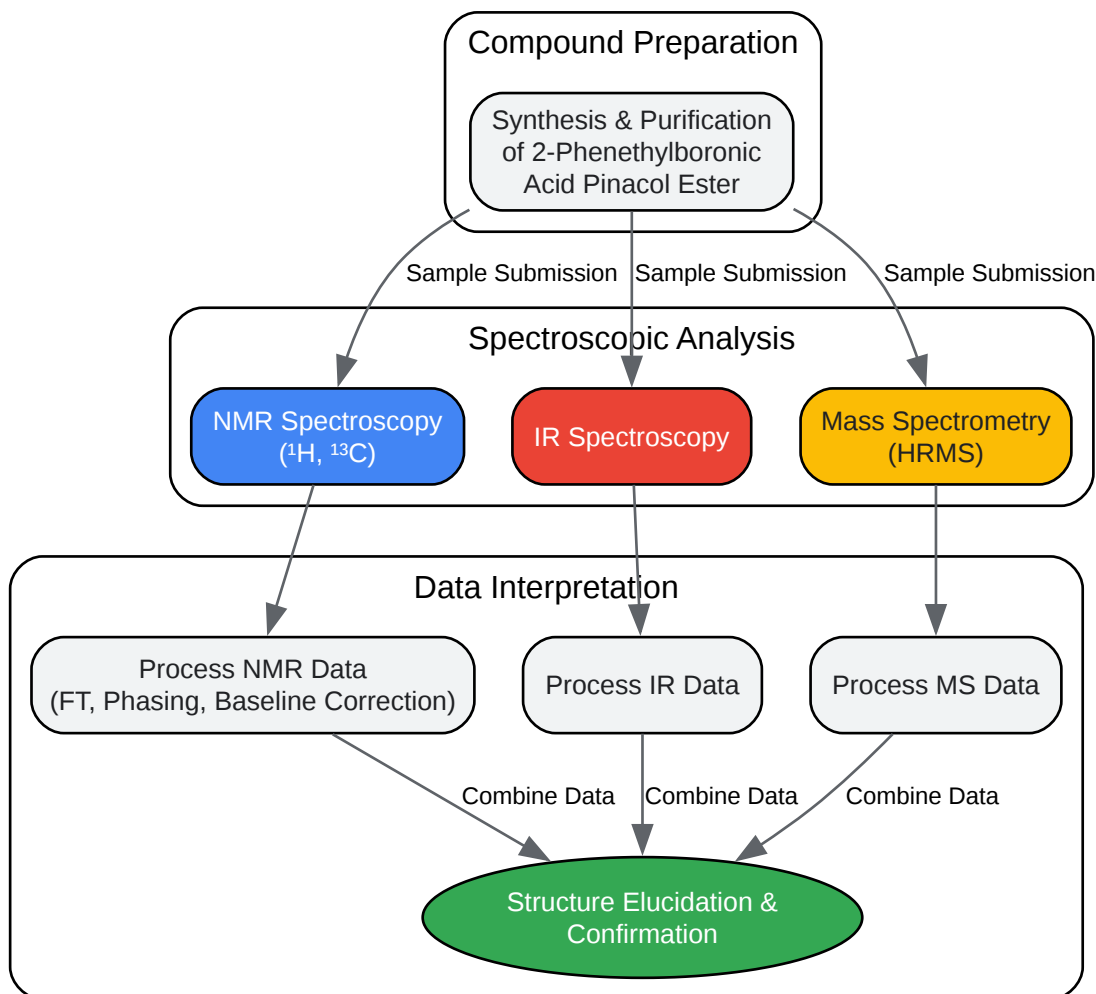 Compound Preparation
Synthesis & Purification
of 2-Phenethylboronic
Acid Pinacol Ester
Sample Submission
Sample Submission
Sample Submission
Spectroscopic Analysis
NMR Spectroscopy
(¹H, ¹³C)
IR Spectroscopy
Mass Spectrometry
(HRMS)
Data Interpretation
Process NMR Data
(FT, Phasing, Baseline Correction)
Process IR Data
Process MS Data
Combine Data
Combine Data
Combine Data
Structure Elucidation &
Confirmation